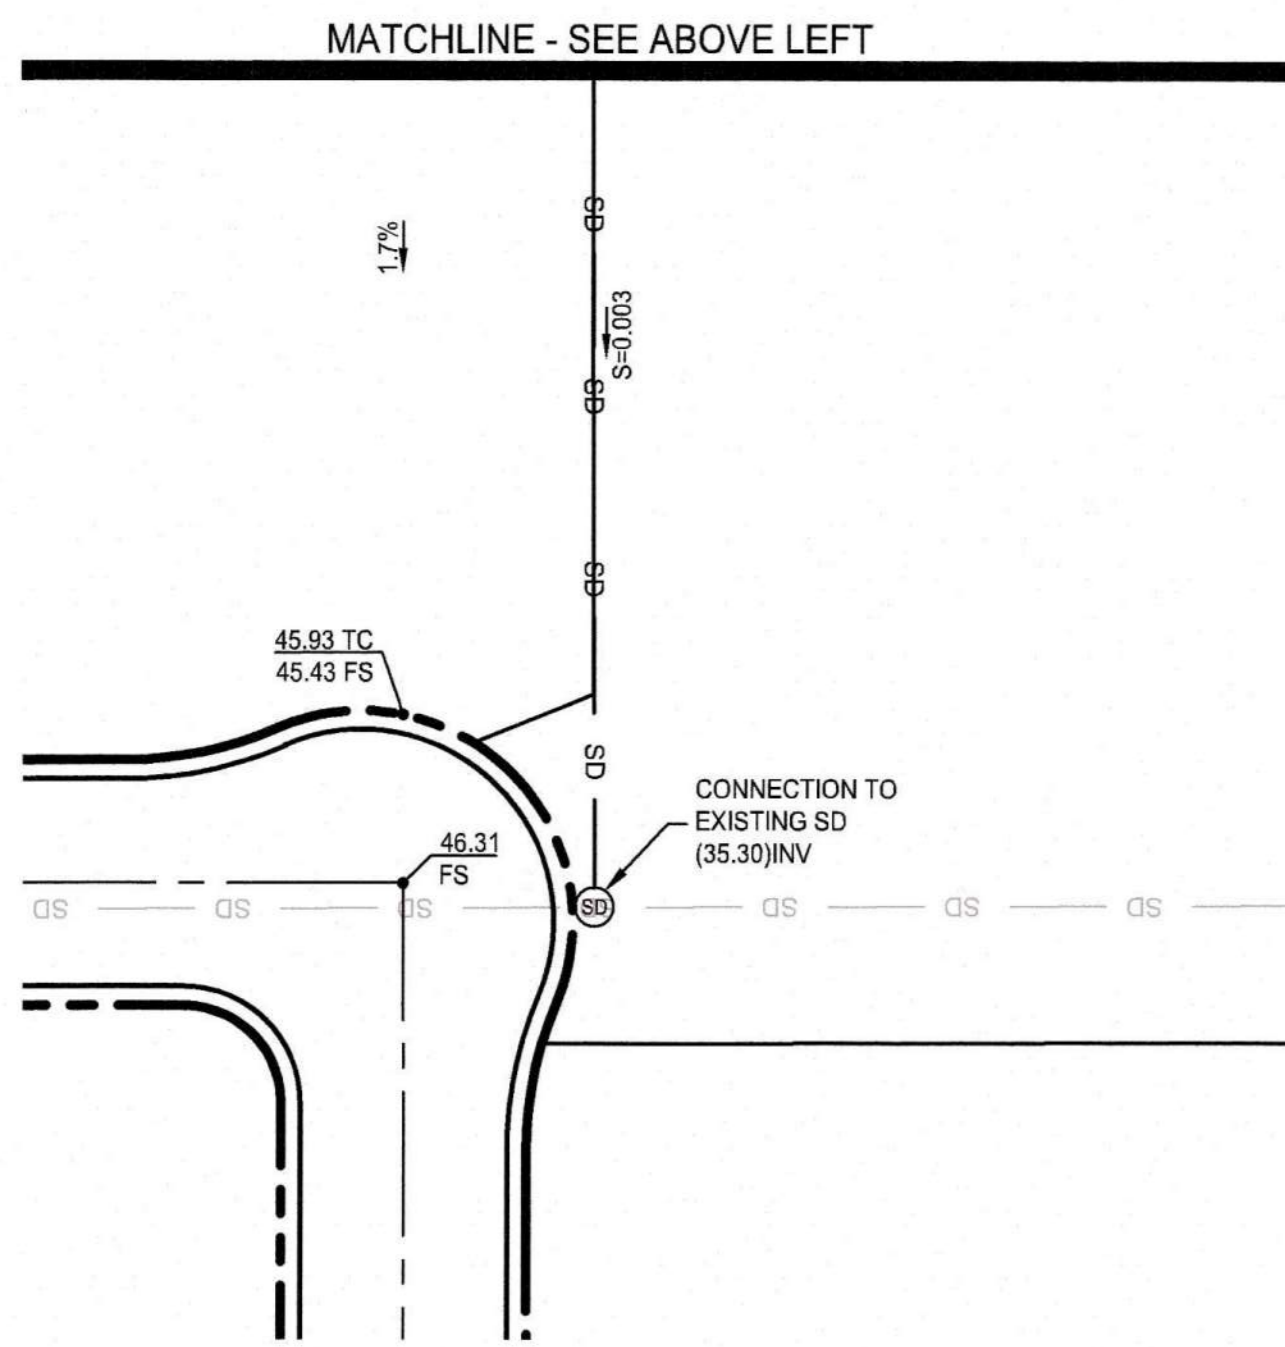 MATCHLINE - SEE ABOVE LEFT
SD
1.7%
S=0.003
SD
SD
45.93 TC
45.43 FS
SD
CONNECTION TO
EXISTING SD
(35.30)INV
46.31
FS
SD
SD
SD
SD
SD
SD
SD